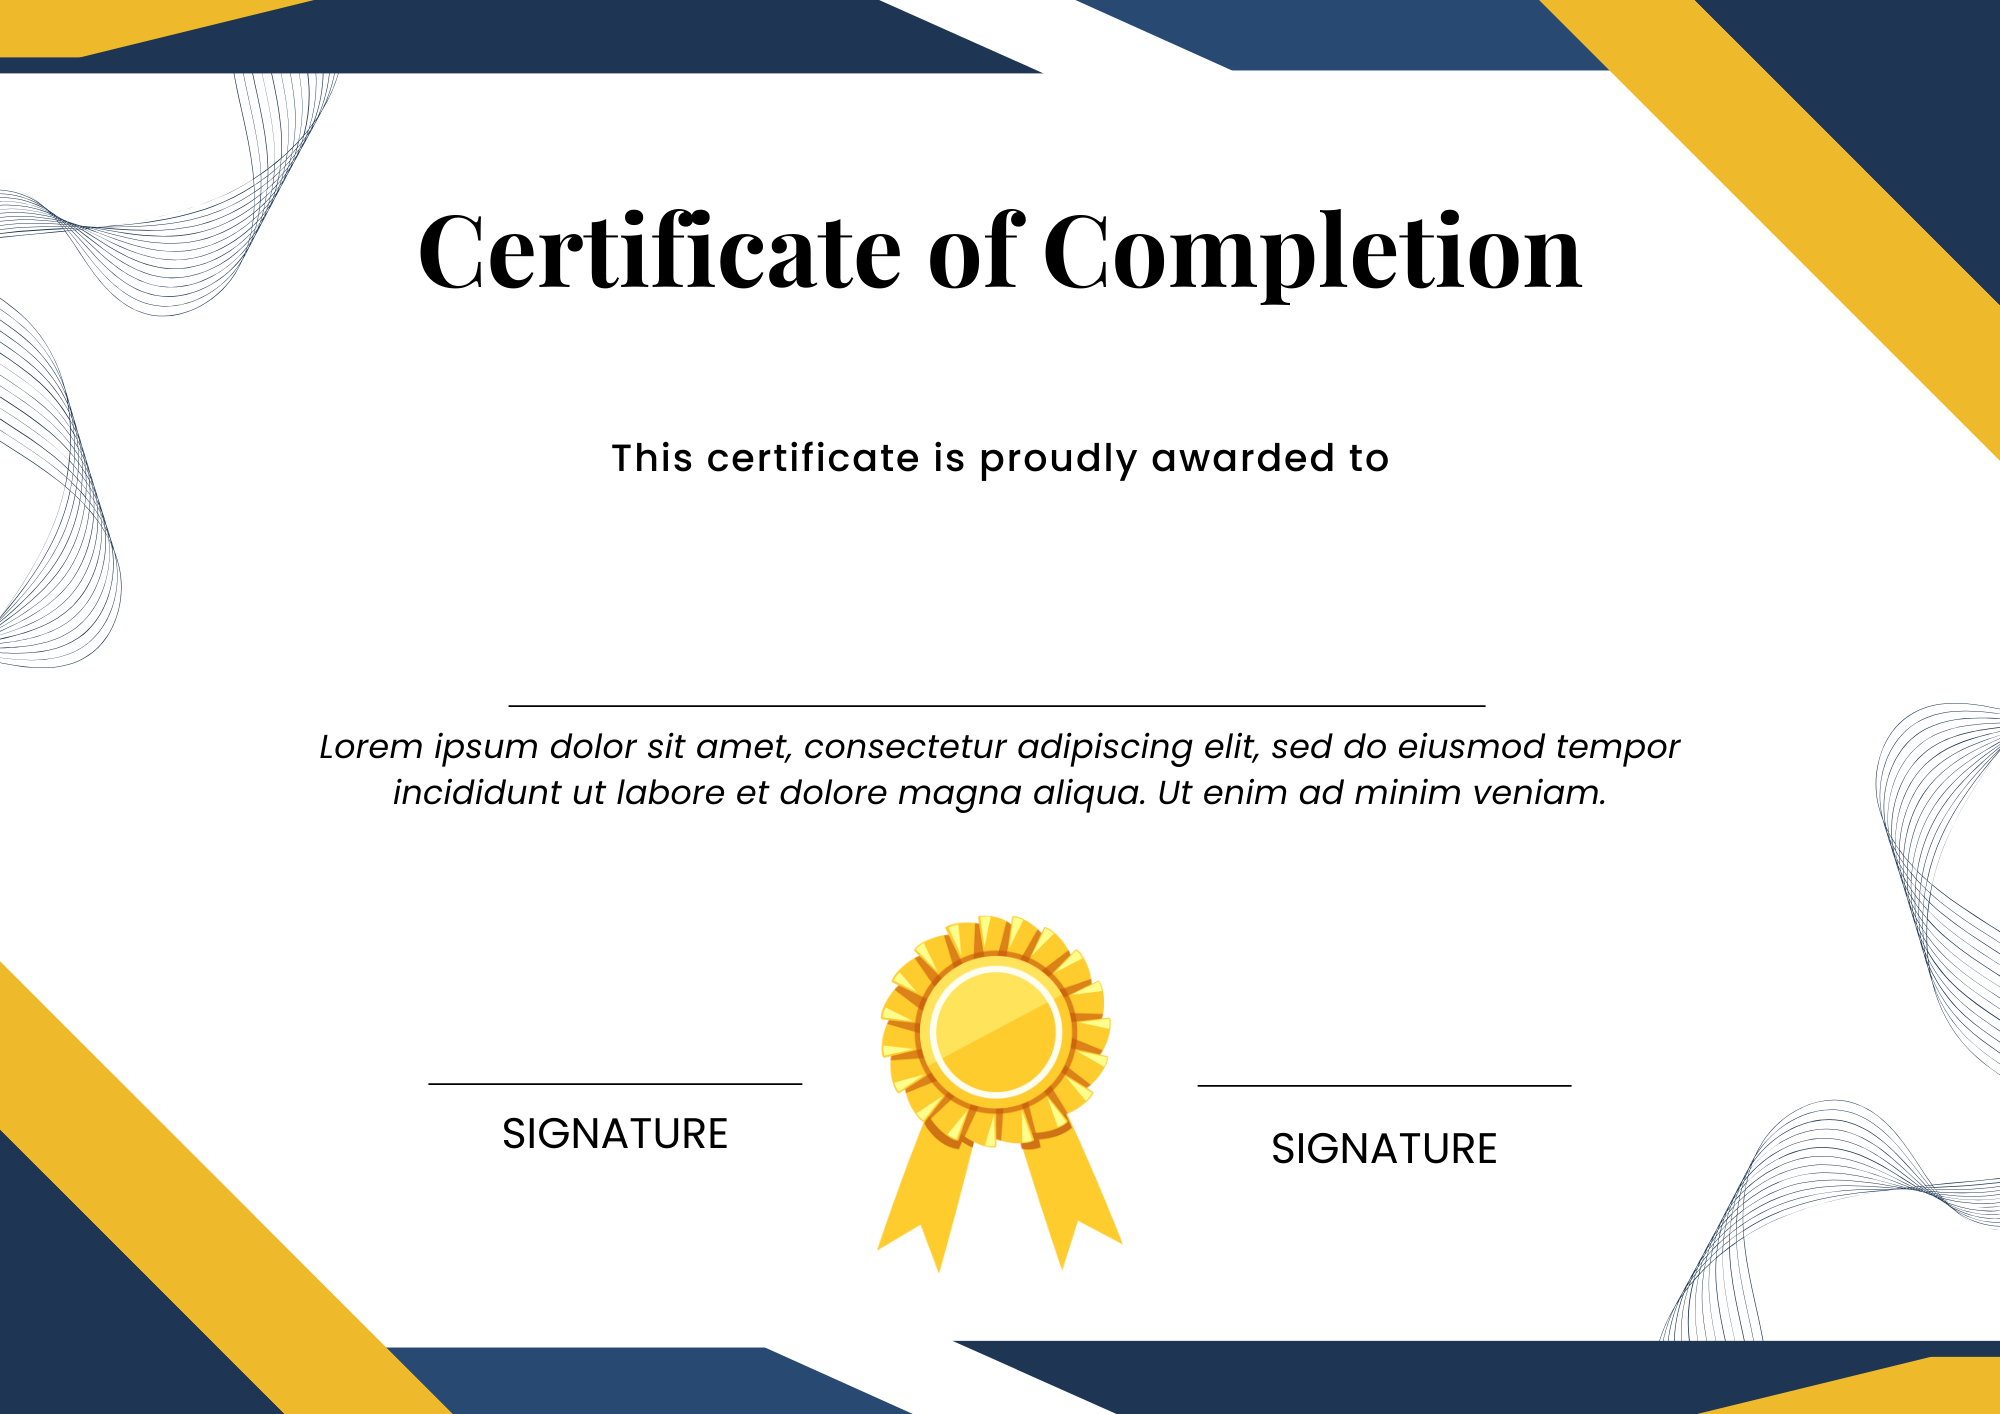 Certificate of Completion
This certificate is proudly awarded to
Lorem ipsum dolor sit amet, consectetur adipiscing elit, sed do eiusmod tempor
incididunt ut labore et dolore magna aliqua. Ut enim ad minim veniam.
SIGNATURE
SIGNATURE